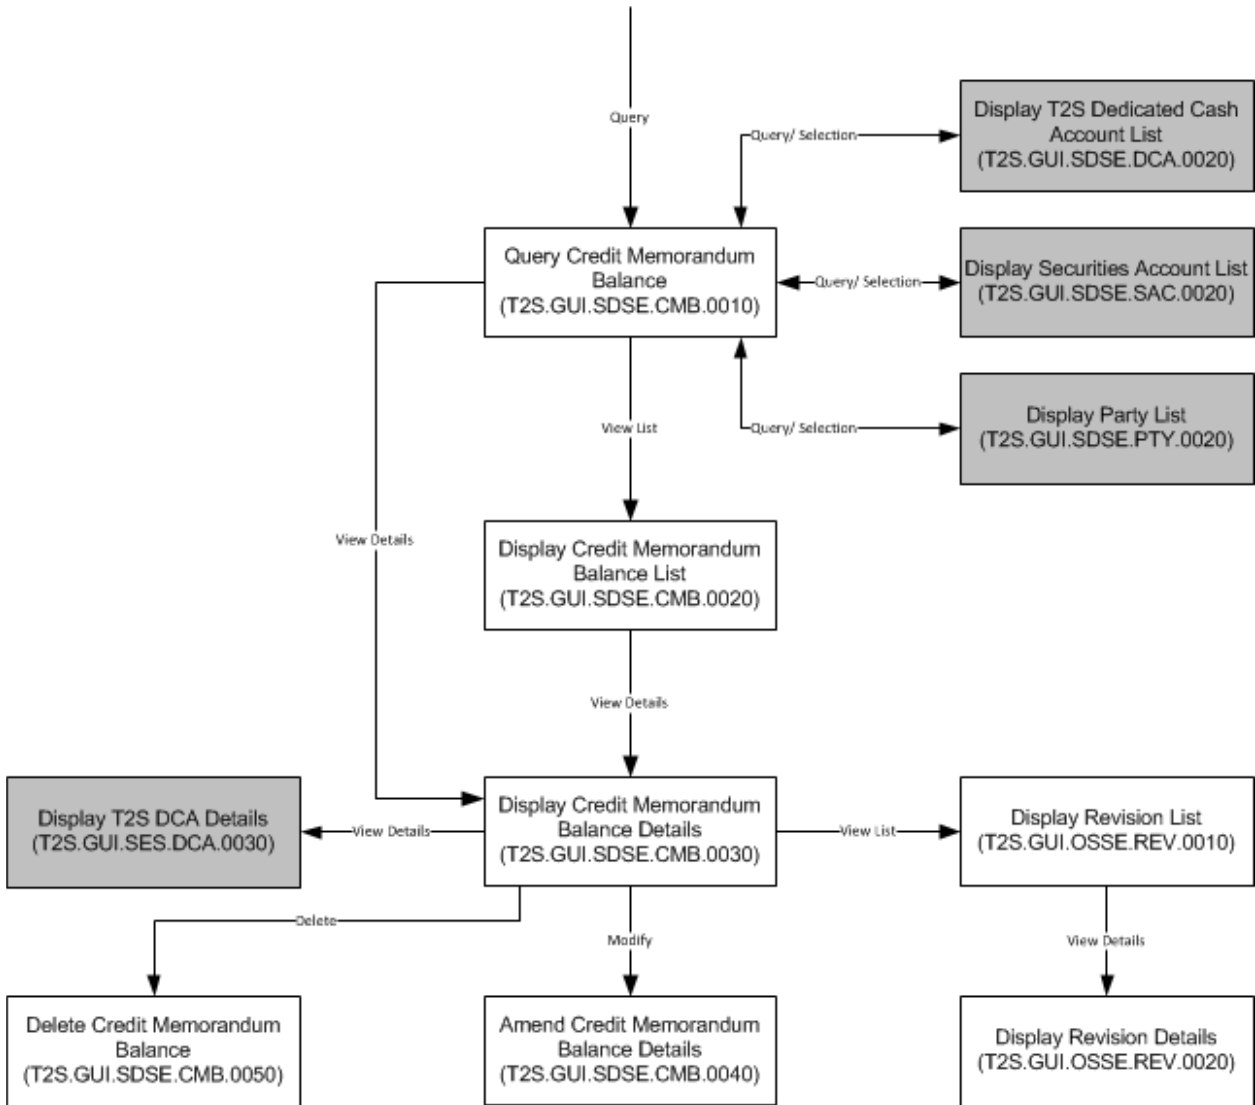 Query
Display T2S Dedicated Cash
Account List
(T2S.GUI.SDSE.DCA.0020)
Query/ Selection
Query Credit Memorandum
Balance
(T2S.GUI.SDSE.CMB.0010)
Query/ Selection
Display Securities Account List
(T2S.GUI.SDSE.SAC.0020)
Query/ Selection
Display Party List
(T2S.GUI.SDSE.PTY.0020)
View List
View Details
Display Credit Memorandum
Balance List
(T2S.GUI.SDSE.CMB.0020)
View Details
Display T2S DCA Details
(T2S.GUI.SES.DCA.0030)
View Details
Display Credit Memorandum
Balance Details
(T2S.GUI.SDSE.CMB.0030)
View List
Display Revision List
(T2S.GUI.OSSE.REV.0010)
Delete
Modify
View Details
Delete Credit Memorandum
Balance
(T2S.GUI.SDSE.CMB.0050)
Amend Credit Memorandum
Balance Details
(T2S.GUI.SDSE.CMB.0040)
Display Revision Details
(T2S.GUI.OSSE.REV.0020)